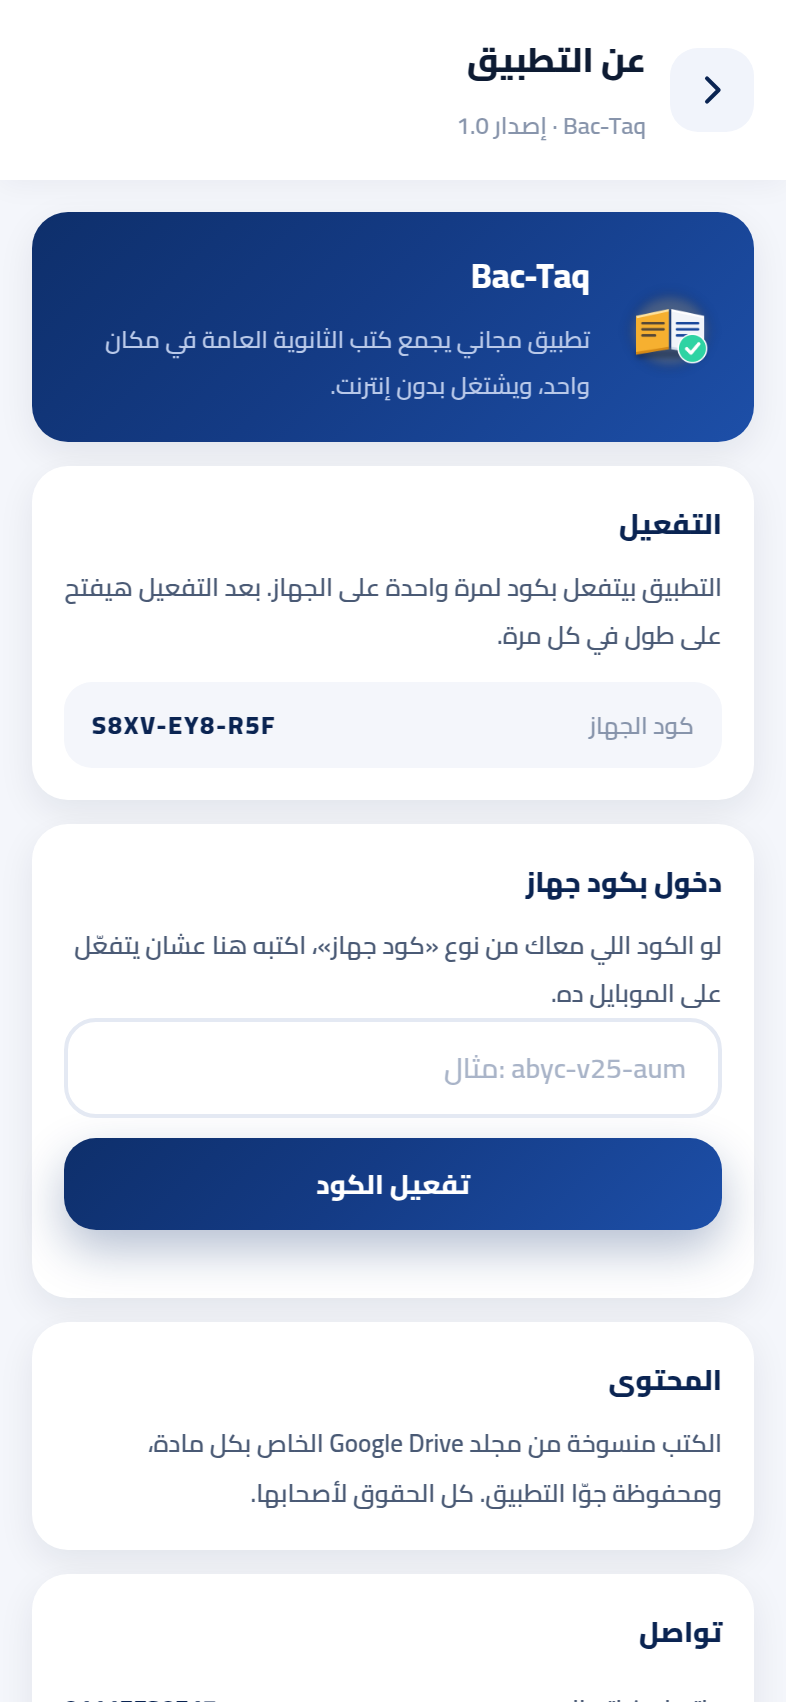 عن التطبيق
Bac-Taq · إصدار 1.0
Bac-Taq
تطبيق مجاني يجمع كتب الثانوية العامة في مكان
واحد، ويشتغل بدون إنترنت.
التفعيل
التطبيق بيتفعل بكود لمرة واحدة على الجهاز. بعد التفعيل هيفتح
على طول في كل مرة.
كود الجهاز S8XV-EY8-R5F
دخول بكود جهاز
لو الكود اللي معاك من نوع «كود جهاز»، اكتبه هنا عشان يتفعّل
على الموبايل ده.
مثال: abyc-v25-aum
تفعيل الكود
المحتوى
الكتب منسوخة من مجلد Google Drive الخاص بكل مادة،
ومحفوظة جوّا التطبيق. كل الحقوق لأصحابها.
تواصل